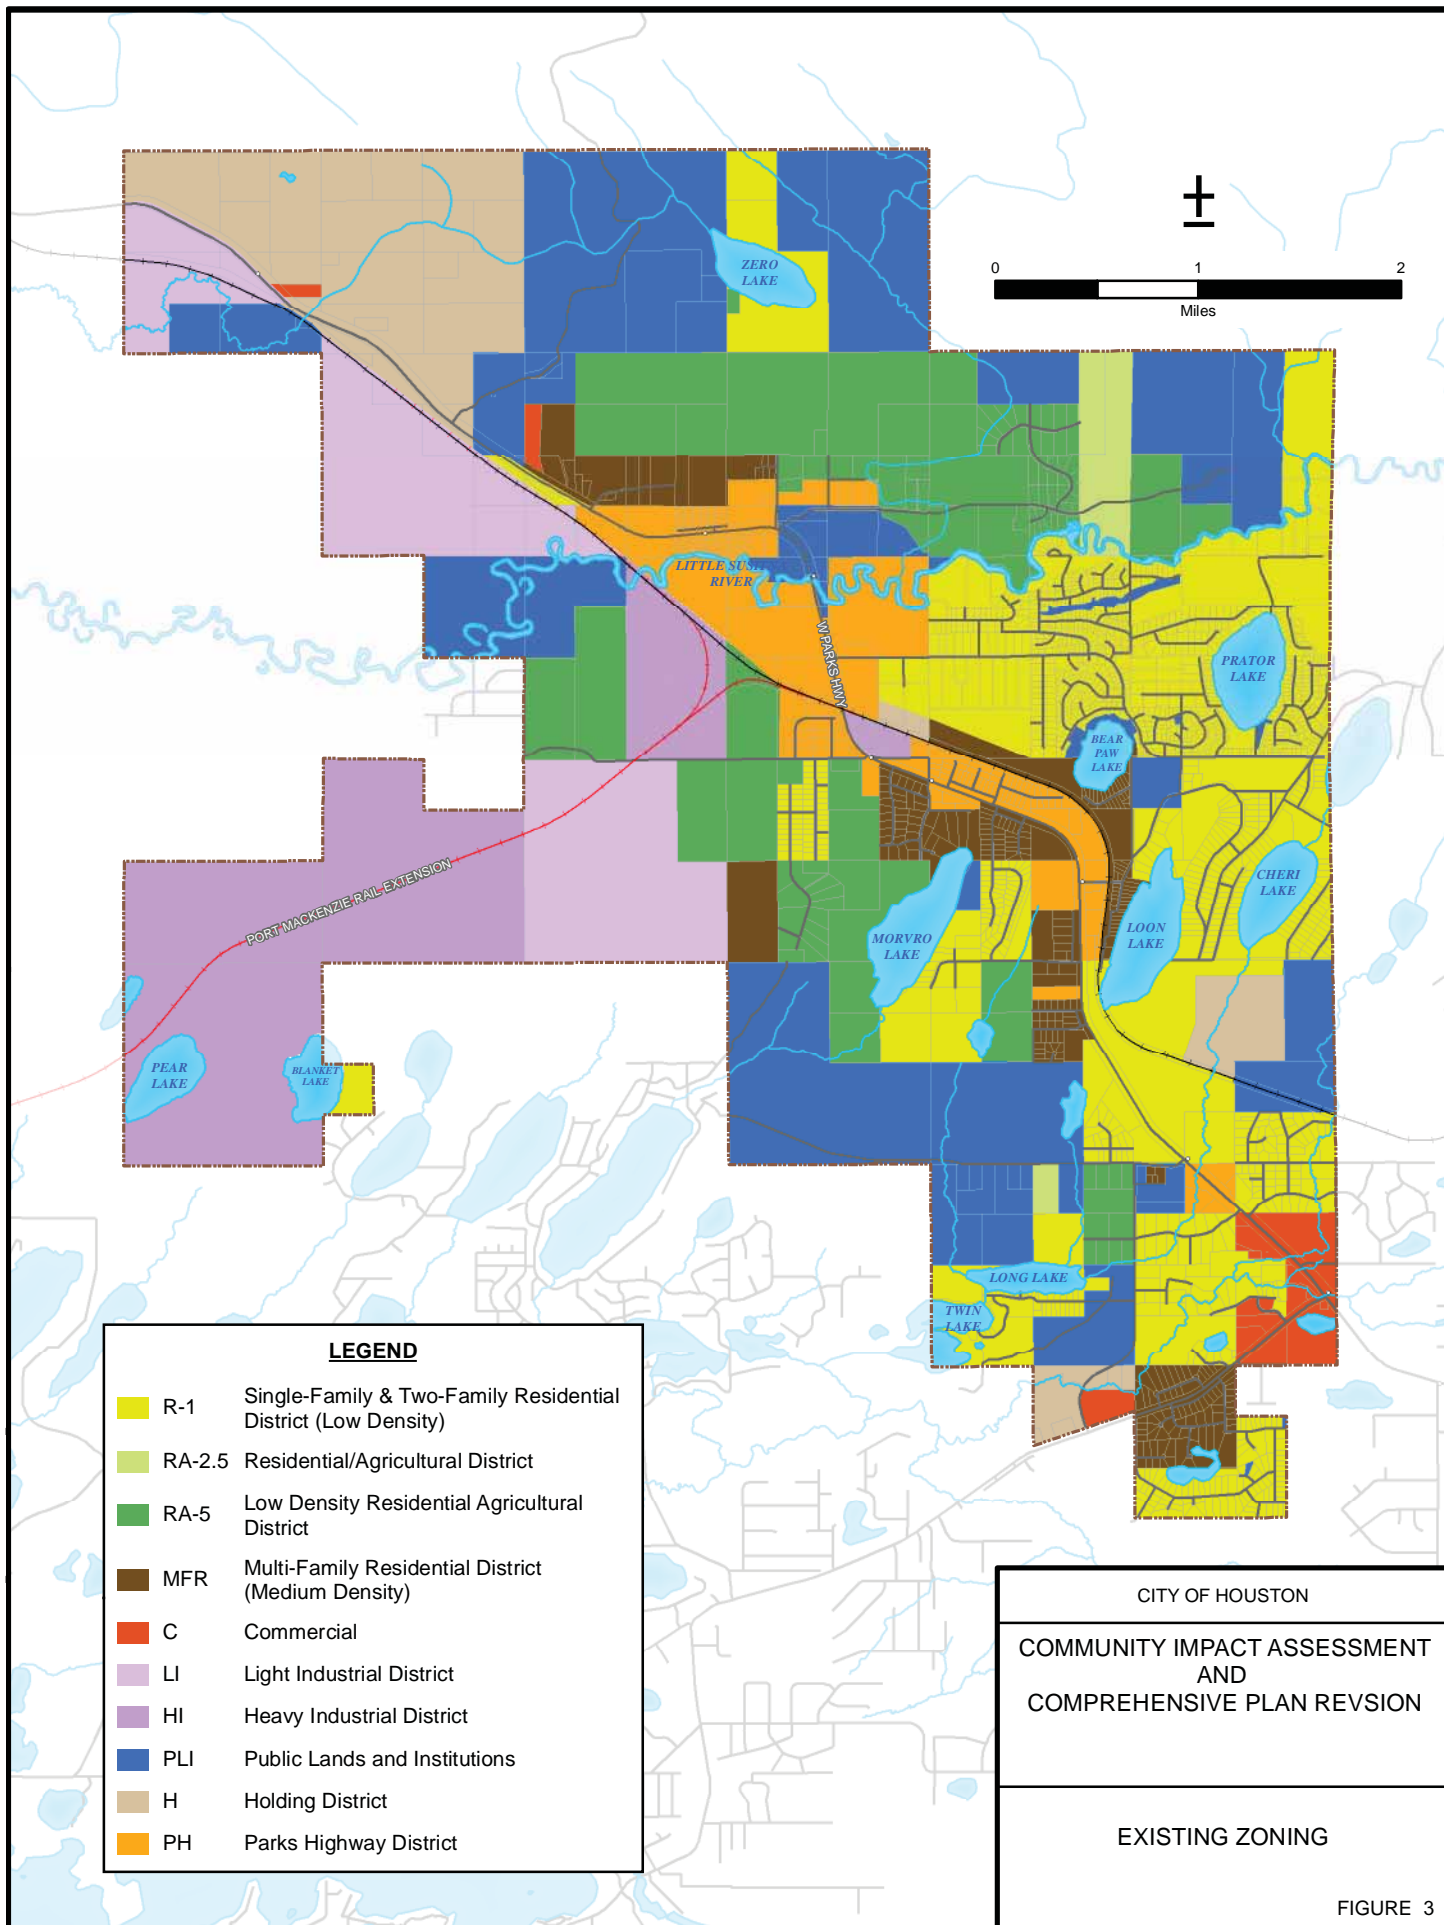 ±
0 1 2
Miles
ZERO
LAKE
LITTLE SUSITNA
RIVER
W PARKS HWY
PRATOR
LAKE
BEAR
PAW
LAKE
CHERI
LAKE
LOON
LAKE
MORVRO
LAKE
PORT MACKENZIE RAIL EXTENSION
PEAR
LAKE
BLANKET
LAKE
LONG LAKE
TWIN
LAKE
LEGEND
R-1 Single-Family & Two-Family Residential
District (Low Density)
RA-2.5 Residential/Agricultural District
RA-5 Low Density Residential Agricultural
District
MFR Multi-Family Residential District
(Medium Density)
C Commercial
LI Light Industrial District
HI Heavy Industrial District
PLI Public Lands and Institutions
H Holding District
PH Parks Highway District
CITY OF HOUSTON
COMMUNITY IMPACT ASSESSMENT
AND
COMPREHENSIVE PLAN REVSION
EXISTING ZONING
FIGURE 3